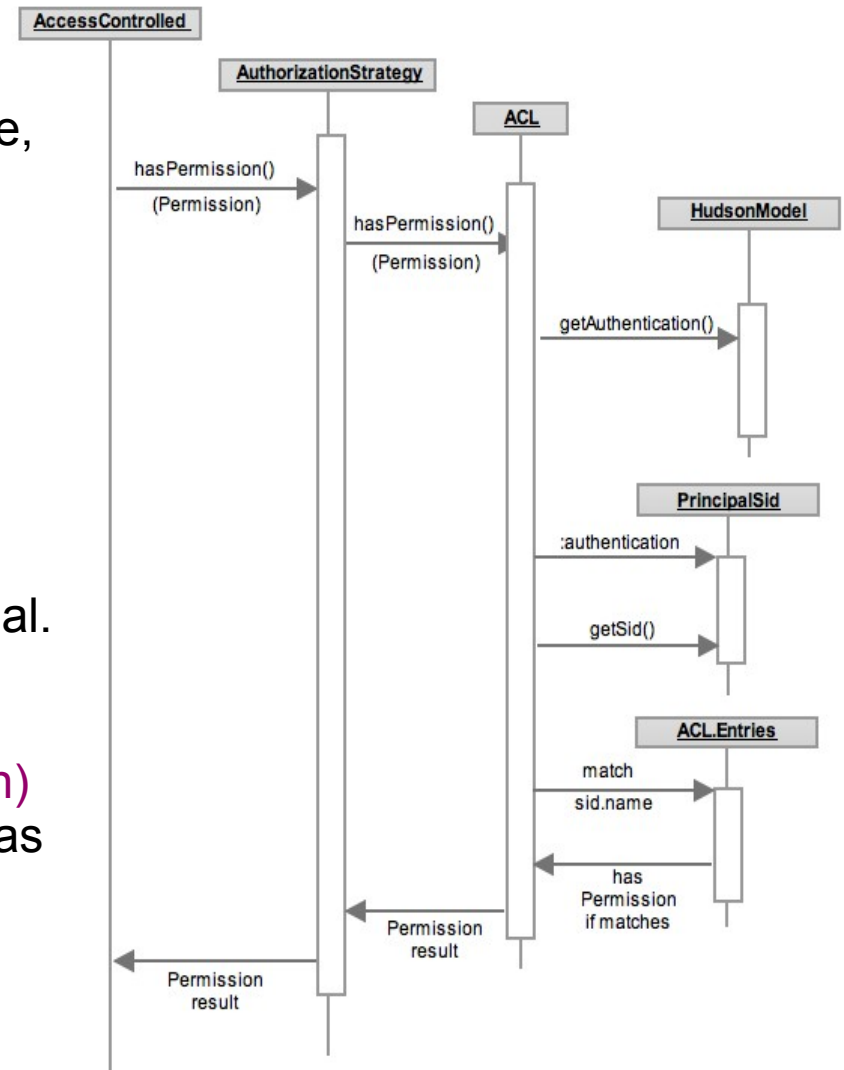 AccessControlled
AuthorizationStrategy
e,
ACL
hasPermission()
(Permission)
HudsonModel
hasPermission()
(Permission)
getAuthentication()
PrincipalSid
:authentication
al.
getSid()
ACL.Entries
match
sid.name
n)
as
has
Permission
if matches
Permission
result
Permission
result